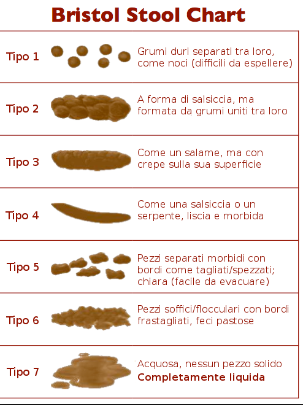 Bristol Stool Chart
Tipo 1
Grumi duri separati tra loro,
come noci (difficili da espellere)
Tipo 2
A forma di salsiccia, ma
formata da grumi uniti tra loro
Tipo 3
Come un salame, ma con
crepe sulla sua superficie
Tipo 4
Come una salsiccia o un
serpente, liscia e morbida
Tipo 5
Pezzi separati morbidi con
bordi come tagliati/spezzati;
chiara (facile da evacuare)
Tipo 6
Pezzi soffici/flocculari con bordi
frastagliati, feci pastose
Tipo 7
Acquosa, nessun pezzo solido
Completamente liquida